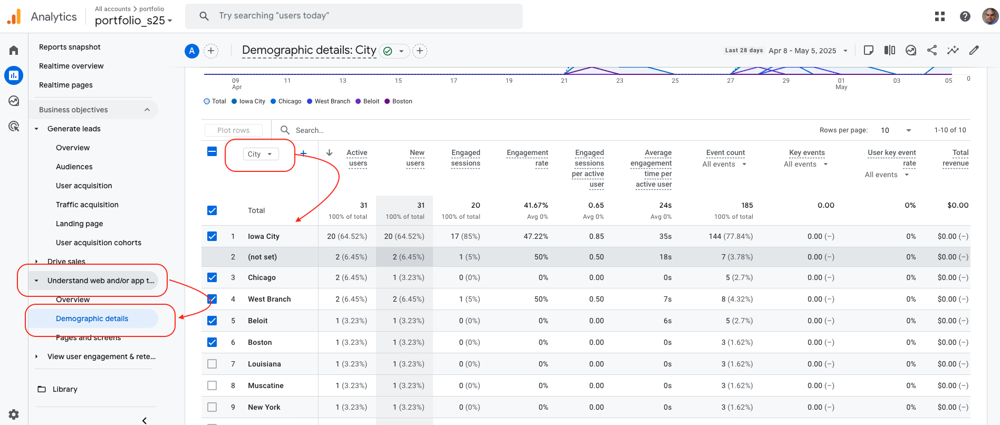 Analytics
All accounts > portfolio
portfolio_s25
Try searching "users today"
Reports snapshot
Realtime overview
Realtime pages
Business objectives
Generate leads
Overview
Audiences
User acquisition
Traffic acquisition
Landing page
User acquisition cohorts
Drive sales
Understand web and/or app t...
Overview
Demographic details
Pages and screens
View user engagement & rete...
Library
A
Demographic details: City
Last 28 days Apr 8 - May 5, 2025
09 Apr 11 13 15 17 19 21 23 25 27 29 01 May 03 05 0
Total Iowa City Chicago West Branch Beloit Boston
Plot rows Search... Rows per page: 10 1-10 of 10
City
Active users
New users
Engaged sessions
Engagement rate
Engaged sessions per active user
Average engagement time per active user
Event count All events
Key events All events
User key event rate All events
Total revenue
Total 31 31 20 41.67% 0.65 24s 185 0.00 0% $0.00
100% of total 100% of total 100% of total Avg 0% Avg 0% Avg 0% 100% of total
1 Iowa City 20 (64.52%) 20 (64.52%) 17 (85%) 47.22% 0.85 35s 144 (77.84%) 0.00 (–) 0% $0.00 (–)
2 (not set) 2 (6.45%) 2 (6.45%) 1 (5%) 50% 0.50 18s 7 (3.78%) 0.00 (–) 0% $0.00 (–)
3 Chicago 2 (6.45%) 1 (3.23%) 0 (0%) 0% 0.00 0s 5 (2.7%) 0.00 (–) 0% $0.00 (–)
4 West Branch 2 (6.45%) 2 (6.45%) 1 (5%) 50% 0.50 7s 8 (4.32%) 0.00 (–) 0% $0.00 (–)
5 Beloit 1 (3.23%) 1 (3.23%) 0 (0%) 0% 0.00 6s 5 (2.7%) 0.00 (–) 0% $0.00 (–)
6 Boston 1 (3.23%) 1 (3.23%) 0 (0%) 0% 0.00 0s 3 (1.62%) 0.00 (–) 0% $0.00 (–)
7 Louisiana 1 (3.23%) 1 (3.23%) 0 (0%) 0% 0.00 0s 3 (1.62%) 0.00 (–) 0% $0.00 (–)
8 Muscatine 1 (3.23%) 1 (3.23%) 0 (0%) 0% 0.00 0s 3 (1.62%) 0.00 (–) 0% $0.00 (–)
9 New York 1 (3.23%) 1 (3.23%) 0 (0%) 0% 0.00 0s 3 (1.62%) 0.00 (–) 0% $0.00 (–)